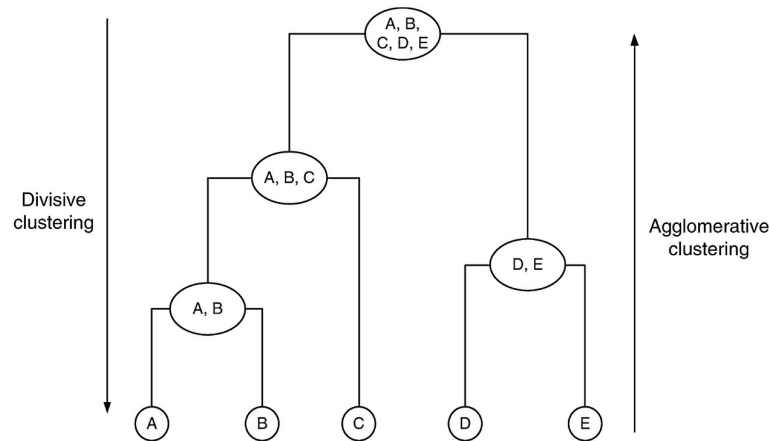 A, B,
C, D, E
A, B, C
Divisive
clustering
Agglomerative
clustering
D, E
A, B
A
B
C
D
E